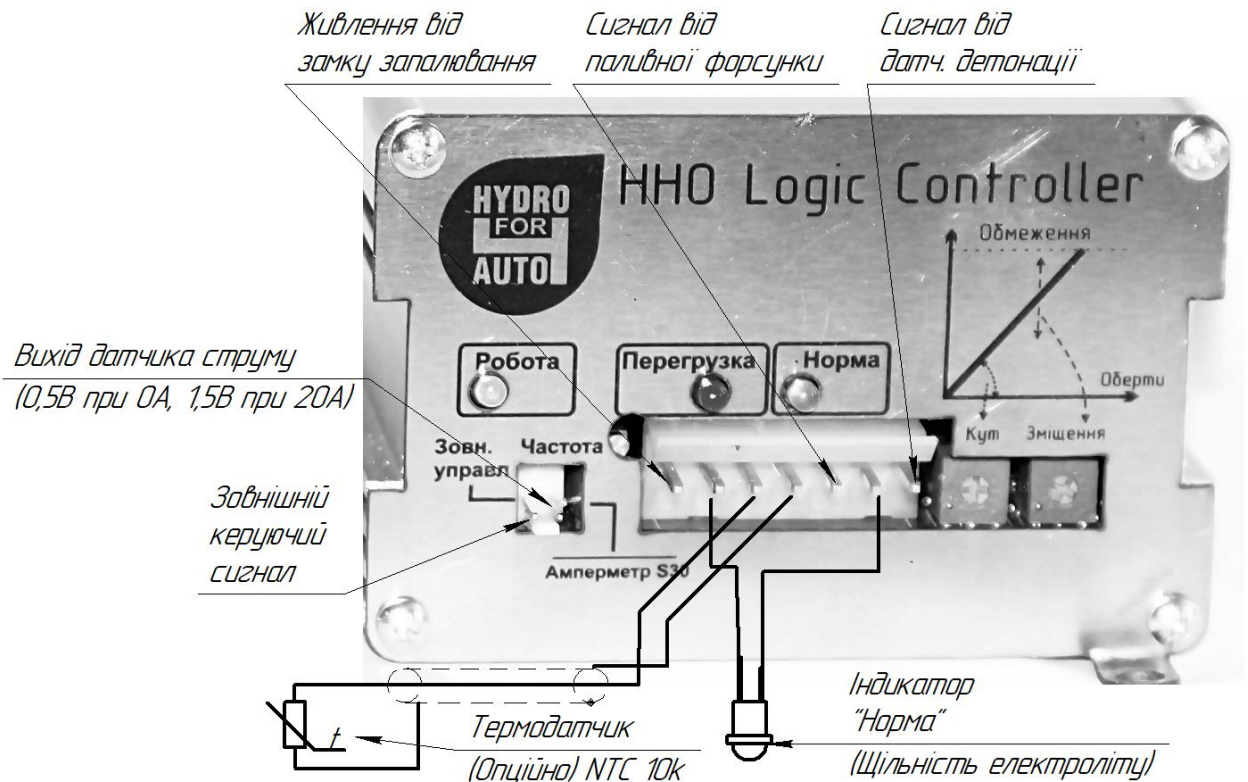 Живлення від
замку запалювання
Сигнал від
паливної форсунки
Сигнал від
датч. детонації
HYDRO
FOR
4
AUTO
HHO Logic Controller
Обмеження
Оберти
Кут
Зміщення
Робота
Перегрузка
Норма
Вихід датчика струму
(0,5В при 0А, 1,5В при 20А)
Зовн.
управл
Частота
Зовнішній
керуючий
сигнал
Амперметр S30
t
Термодатчик
(Опційно) NTC 10k
Індикатор
"Норма"
(Щільність електроліту)